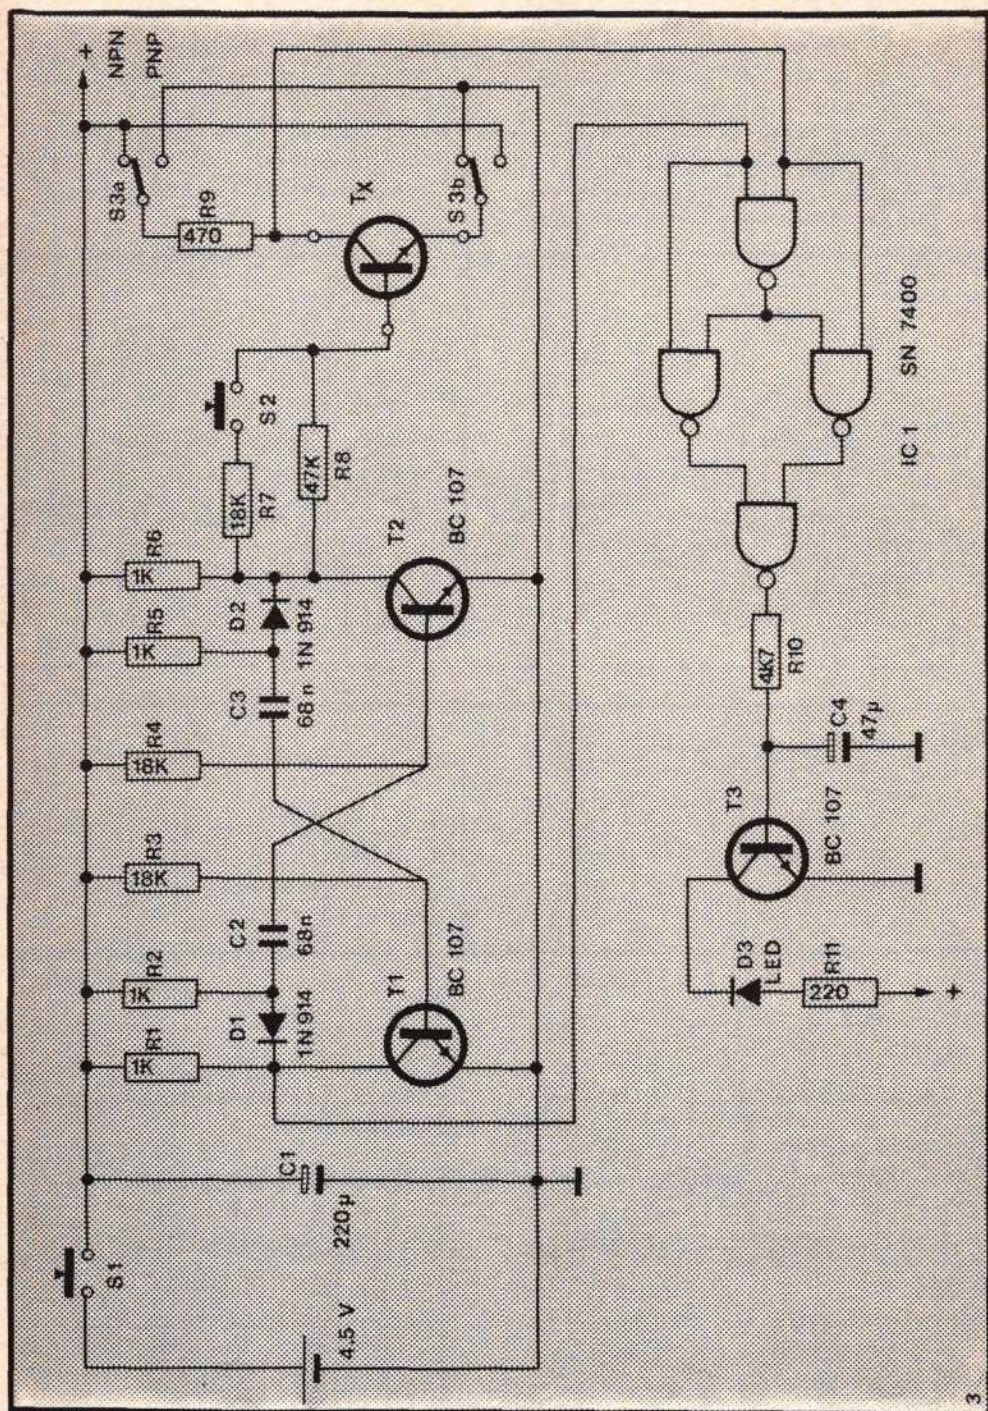 S1
4.5 V
C1
220µ
R1
1K
R2
1K
D1
1N 914
C2
68n
T1
BC 107
R3
18K
R4
18K
C3
68n
R5
1K
R6
1K
D2
1N 914
T2
BC 107
18K
R7
S2
47K
R8
TX
S3a
R9
470
S3b
+
NPN
PNP
IC1 SN 7400
4K7
R10
C4
47µ
T3
BC 107
D3
LED
R11
220
+
3